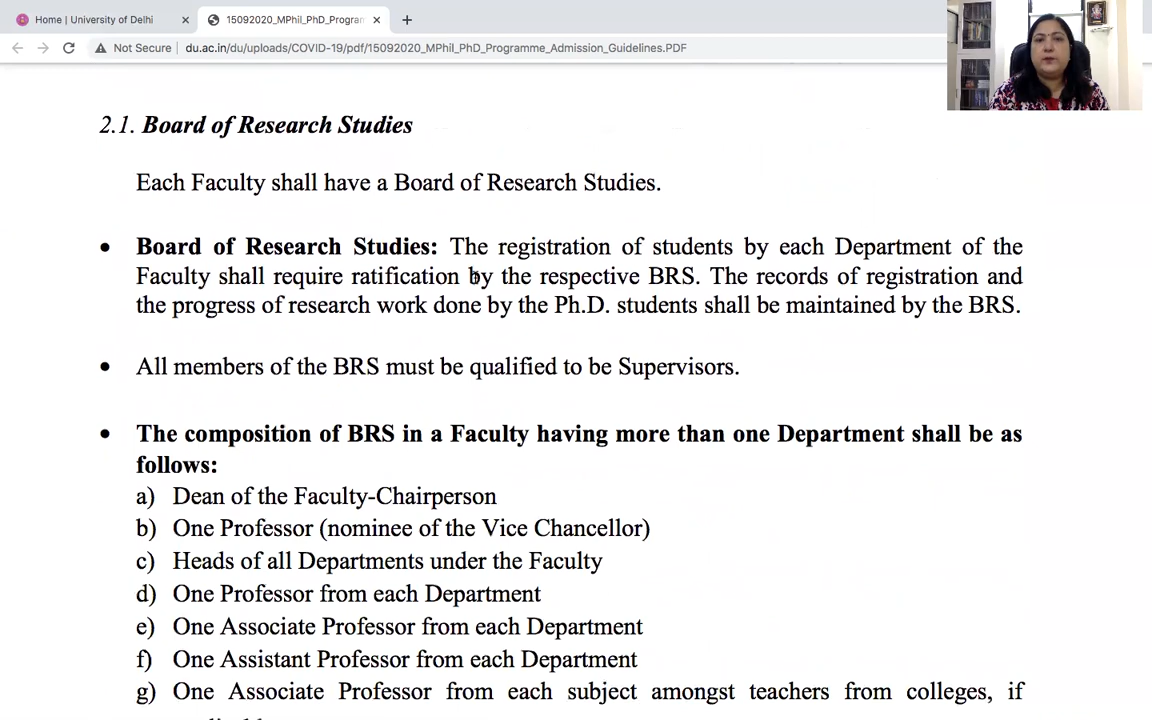 Home | University of Delhi
15092020_MPhil_PhD_Progran
Not Secure
du.ac.in/du/uploads/COVID-19/pdf/15092020_MPhil_PhD_Programme_Admission_Guidelines.PDF
2.1. Board of Research Studies
Each Faculty shall have a Board of Research Studies.
• Board of Research Studies: The registration of students by each Department of the
Faculty shall require ratification by the respective BRS. The records of registration and
the progress of research work done by the Ph.D. students shall be maintained by the BRS.
• All members of the BRS must be qualified to be Supervisors.
• The composition of BRS in a Faculty having more than one Department shall be as
follows:
a) Dean of the Faculty-Chairperson
b) One Professor (nominee of the Vice Chancellor)
c) Heads of all Departments under the Faculty
d) One Professor from each Department
e) One Associate Professor from each Department
f) One Assistant Professor from each Department
g) One Associate Professor from each subject amongst teachers from colleges, if